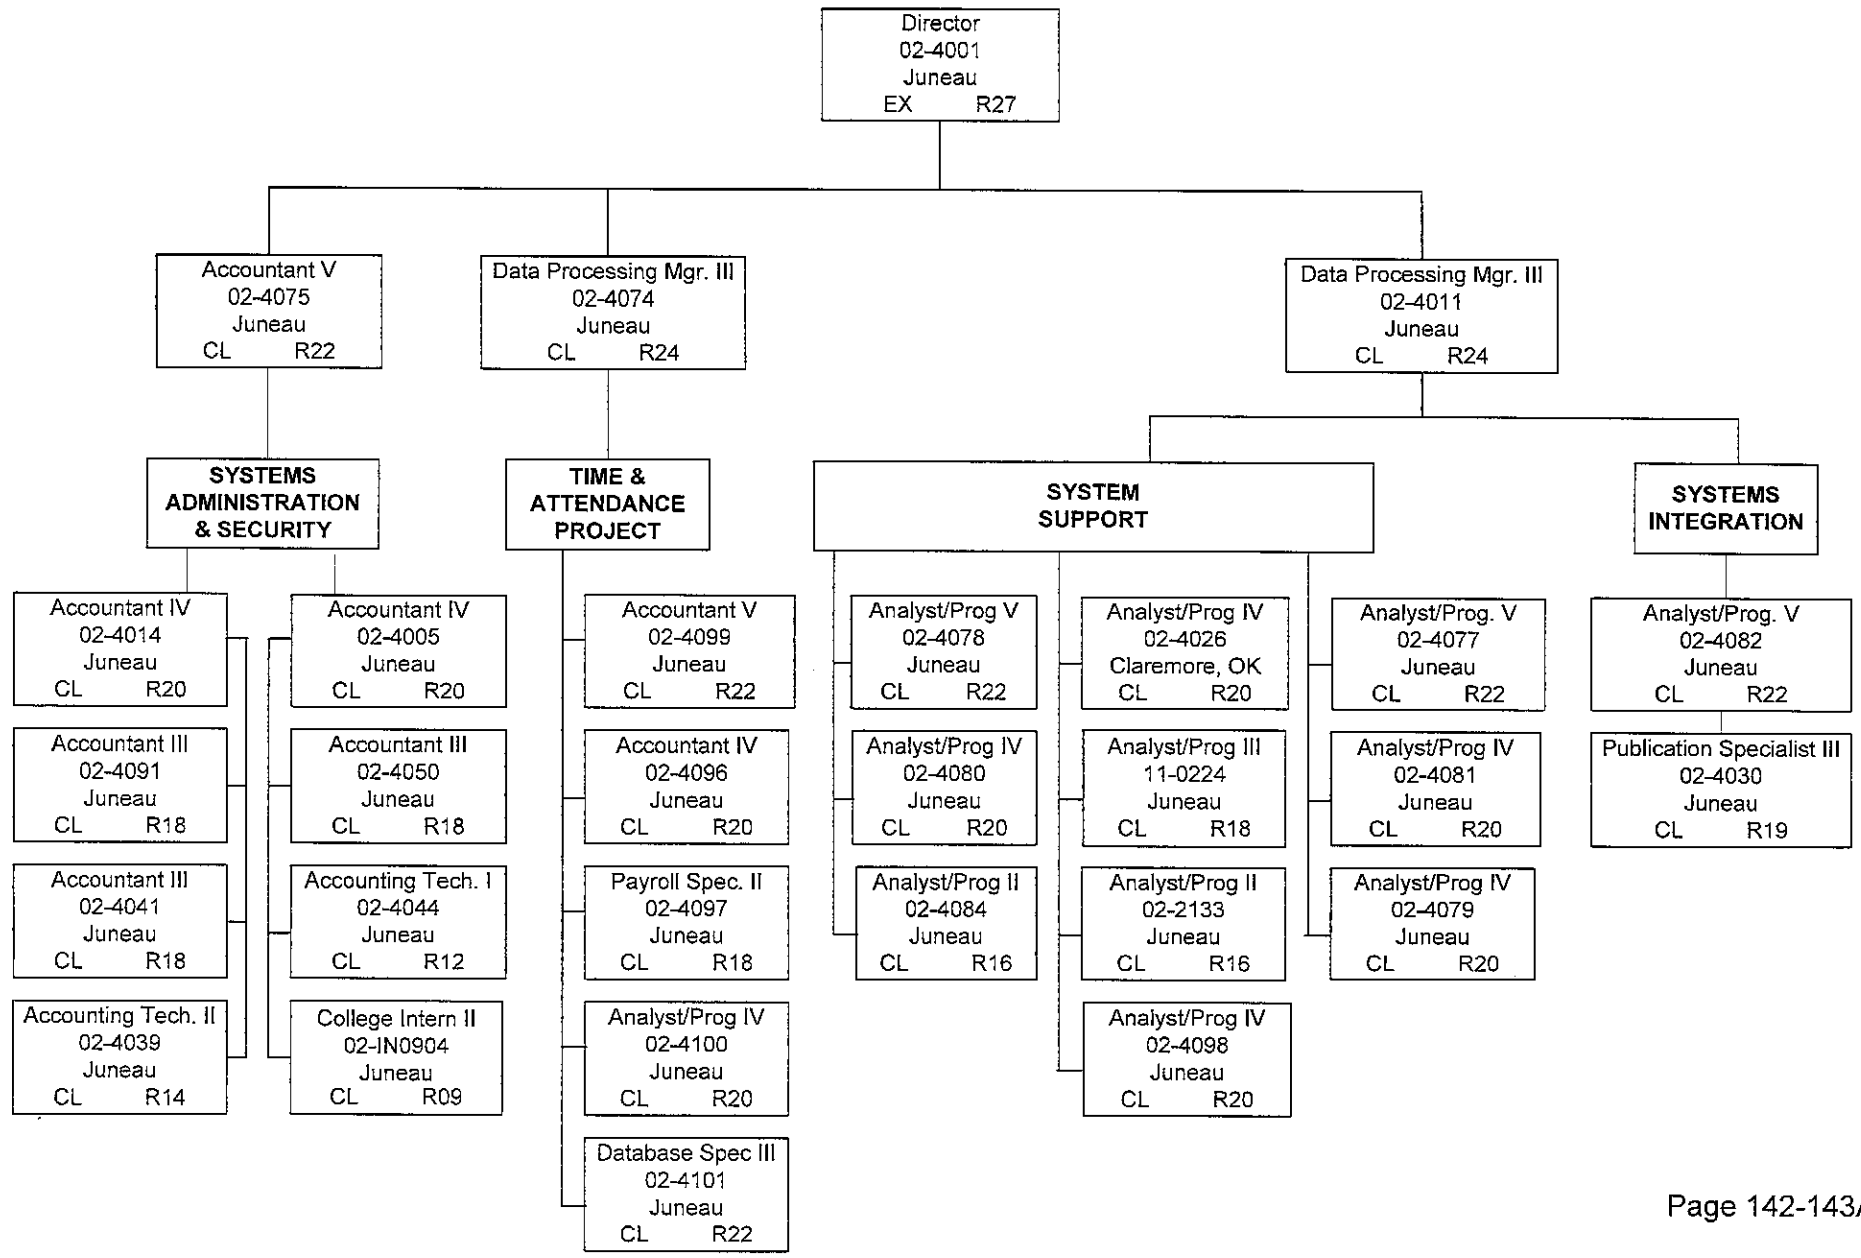 Director
02-4001
Juneau
EX R27
Accountant V
02-4075
Juneau
CL R22
Data Processing Mgr. III
02-4074
Juneau
CL R24
Data Processing Mgr. III
02-4011
Juneau
CL R24
SYSTEMS
ADMINISTRATION
& SECURITY
TIME &
ATTENDANCE
PROJECT
SYSTEM
SUPPORT
SYSTEMS
INTEGRATION
Accountant IV
02-4014
Juneau
CL R20
Accountant III
02-4091
Juneau
CL R18
Accountant III
02-4041
Juneau
CL R18
Accounting Tech. II
02-4039
Juneau
CL R14
Accountant IV
02-4005
Juneau
CL R20
Accountant III
02-4050
Juneau
CL R18
Accounting Tech. I
02-4044
Juneau
CL R12
College Intern II
02-IN0904
Juneau
CL R09
Accountant V
02-4099
Juneau
CL R22
Accountant IV
02-4096
Juneau
CL R20
Payroll Spec. II
02-4097
Juneau
CL R18
Analyst/Prog IV
02-4100
Juneau
CL R20
Database Spec III
02-4101
Juneau
CL R22
Analyst/Prog V
02-4078
Juneau
CL R22
Analyst/Prog IV
02-4080
Juneau
CL R20
Analyst/Prog II
02-4084
Juneau
CL R16
Analyst/Prog IV
02-4026
Claremore, OK
CL R20
Analyst/Prog III
11-0224
Juneau
CL R18
Analyst/Prog II
02-2133
Juneau
CL R16
Analyst/Prog IV
02-4098
Juneau
CL R20
Analyst/Prog. V
02-4077
Juneau
CL R22
Analyst/Prog IV
02-4081
Juneau
CL R20
Analyst/Prog IV
02-4079
Juneau
CL R20
Analyst/Prog. V
02-4082
Juneau
CL R22
Publication Specialist III
02-4030
Juneau
CL R19
Page 142-143A